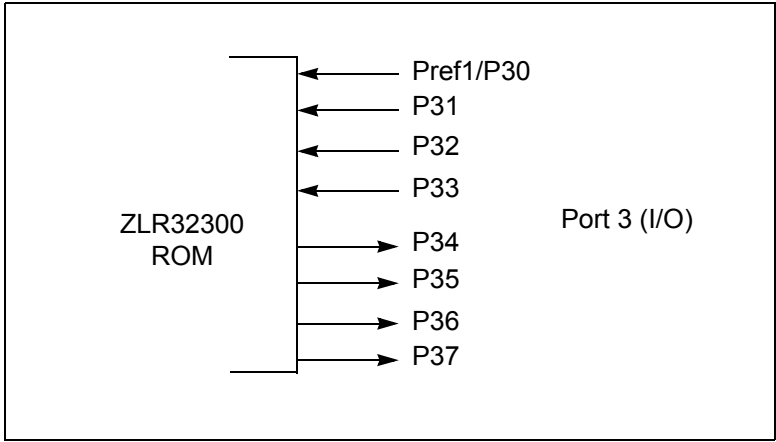 Pref1/P30
P31
P32
P33
ZLR32300
ROM
Port 3 (I/O)
P34
P35
P36
P37